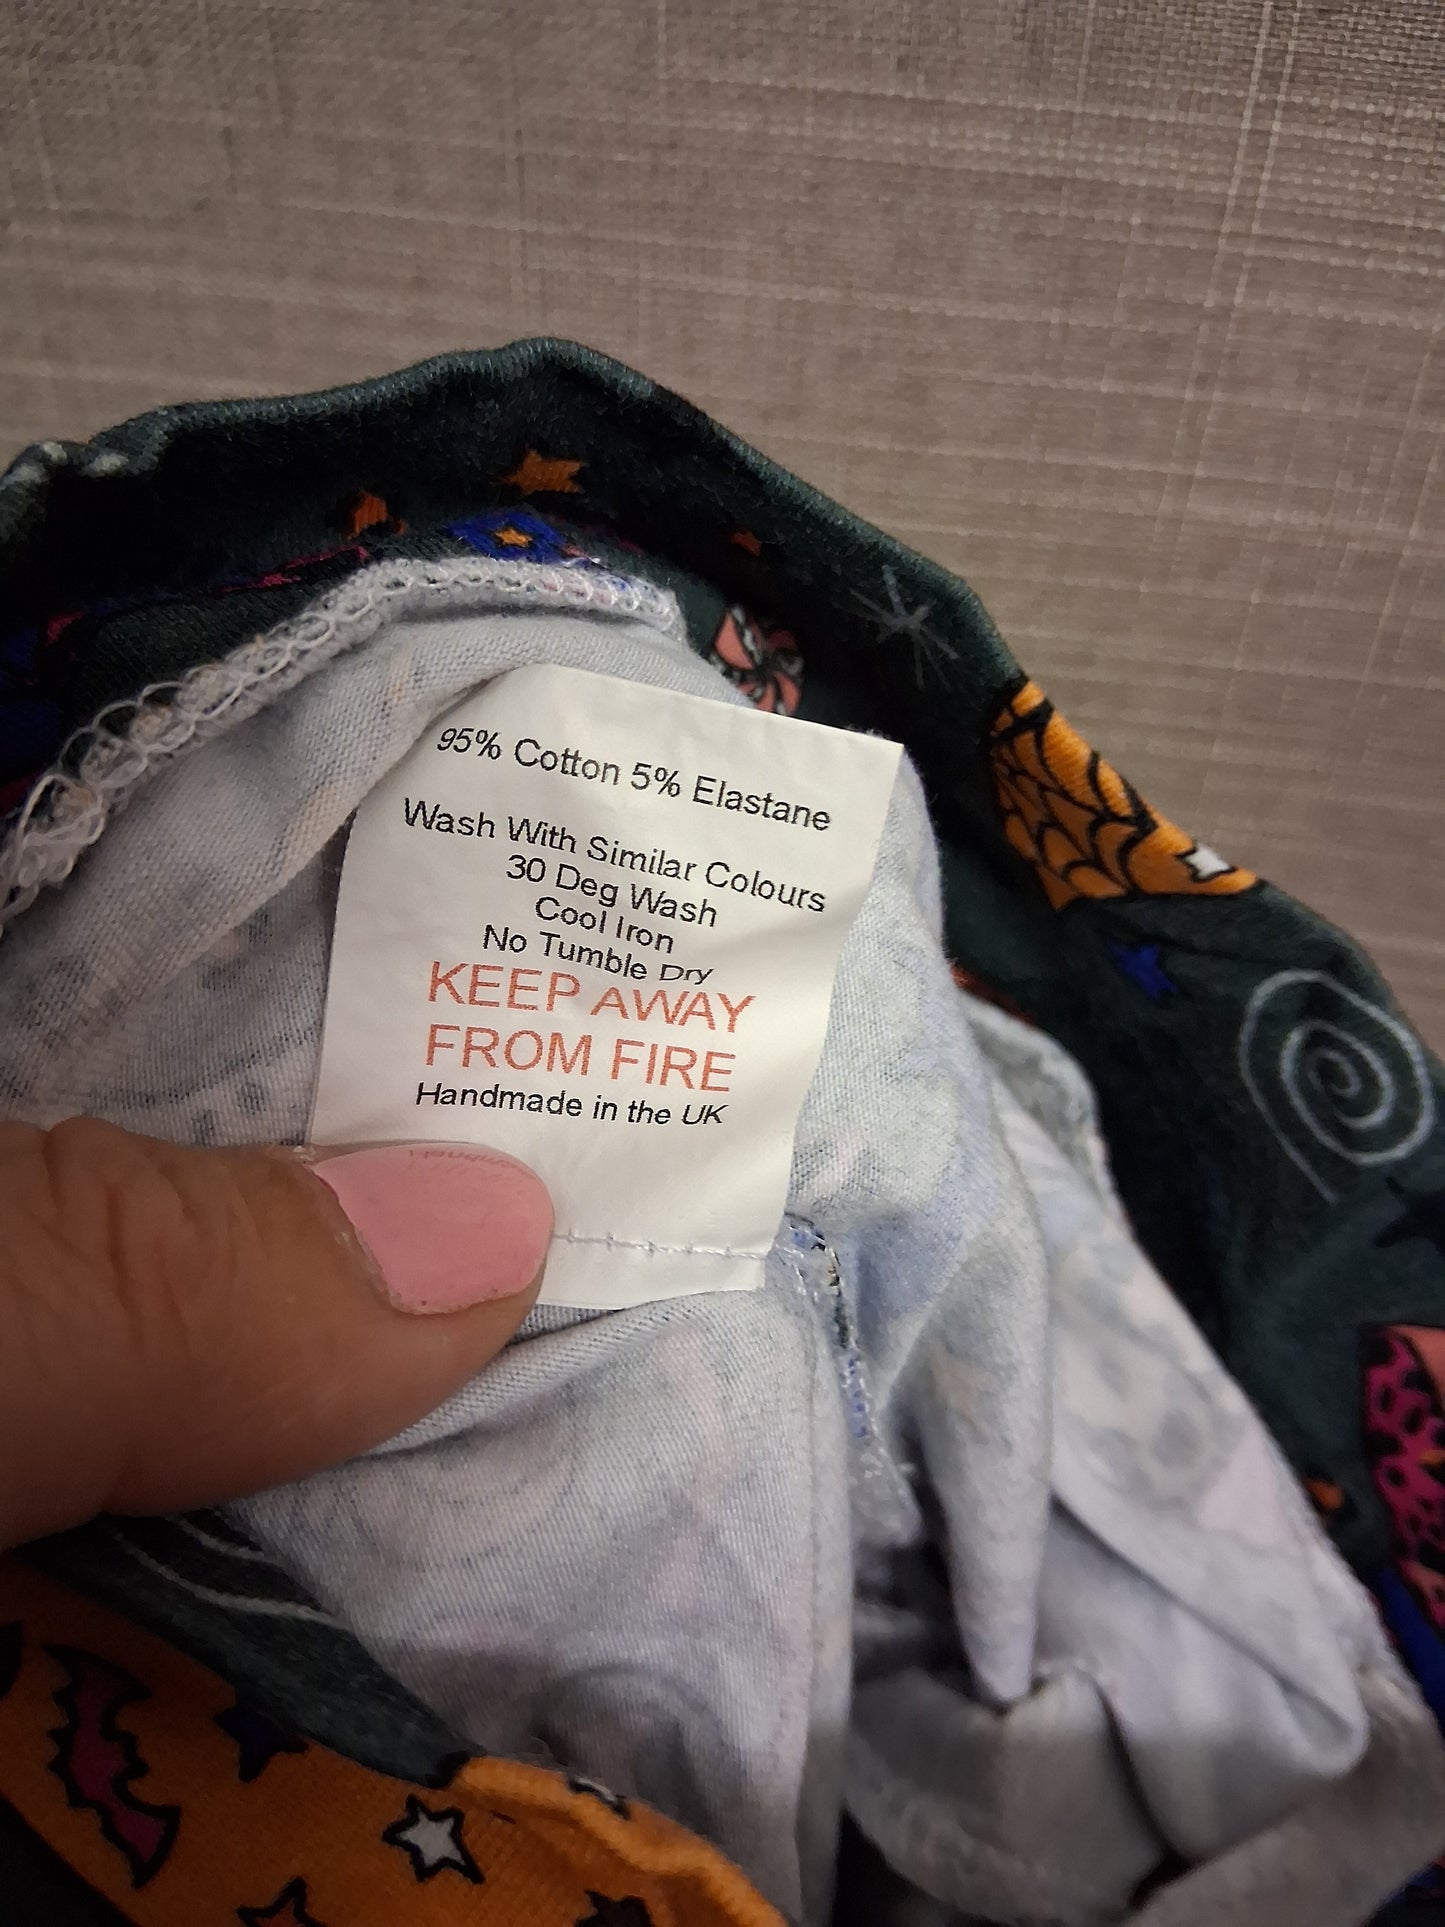 95% Cotton 5% Elastane
Wash With Similar Colours
30 Deg Wash
Cool Iron
No Tumble Dry
KEEP AWAY
FROM FIRE
Handmade in the UK